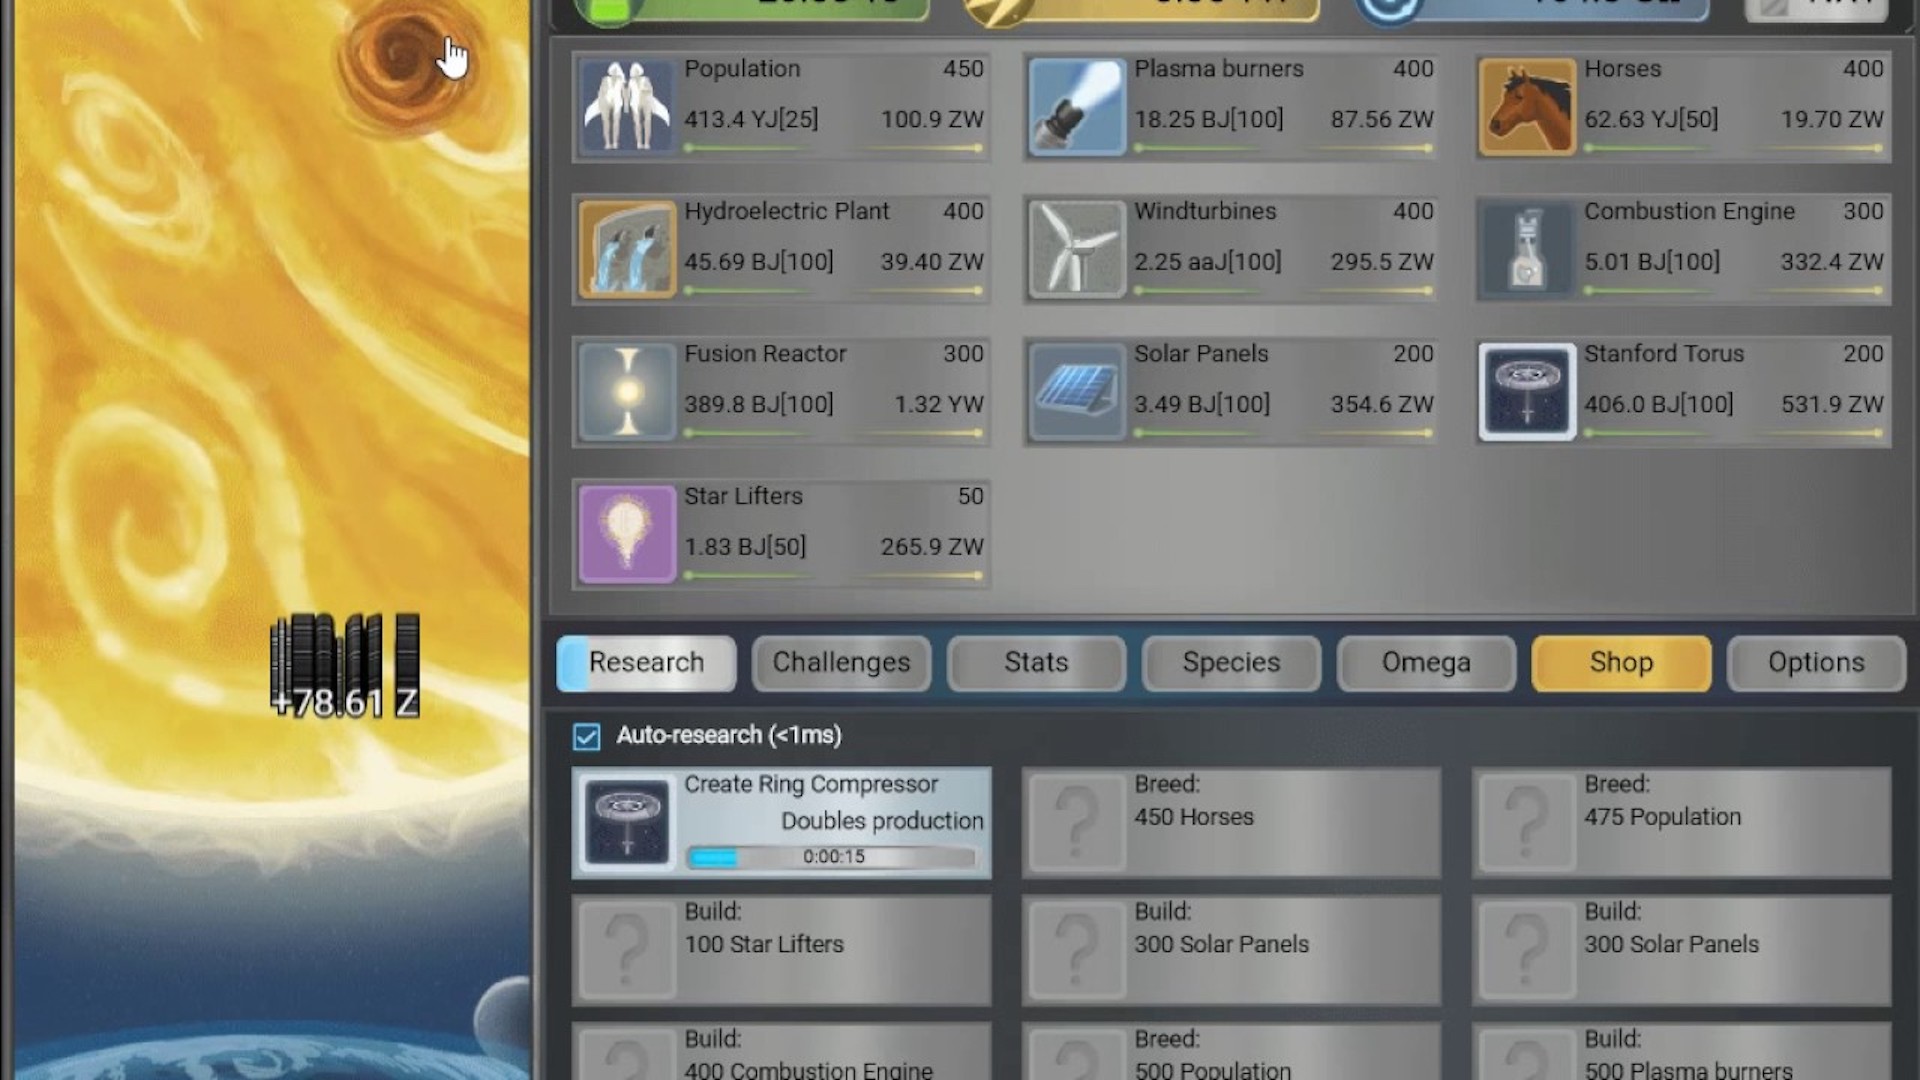 Population 450
413.4 YJ[25] 100.9 ZW
Plasma burners 400
18.25 BJ[100] 87.56 ZW
Horses 400
62.63 YJ[50] 19.70 ZW
Hydroelectric Plant 400
45.69 BJ[100] 39.40 ZW
Windturbines 400
2.25 aaJ[100] 295.5 ZW
Combustion Engine 300
5.01 BJ[100] 332.4 ZW
Fusion Reactor 300
389.8 BJ[100] 1.32 YW
Solar Panels 200
3.49 BJ[100] 354.6 ZW
Stanford Torus 200
406.0 BJ[100] 531.9 ZW
Star Lifters 50
1.83 BJ[50] 265.9 ZW
+78.61 Z
Research Challenges Stats Species Omega Shop Options
Auto-research (<1ms)
Create Ring Compressor
Doubles production
0:00:15
Breed:
450 Horses
Breed:
475 Population
Build:
100 Star Lifters
Build:
300 Solar Panels
Build:
300 Solar Panels
Build:
400 Combustion Engine
Breed:
500 Population
Build:
500 Plasma burners